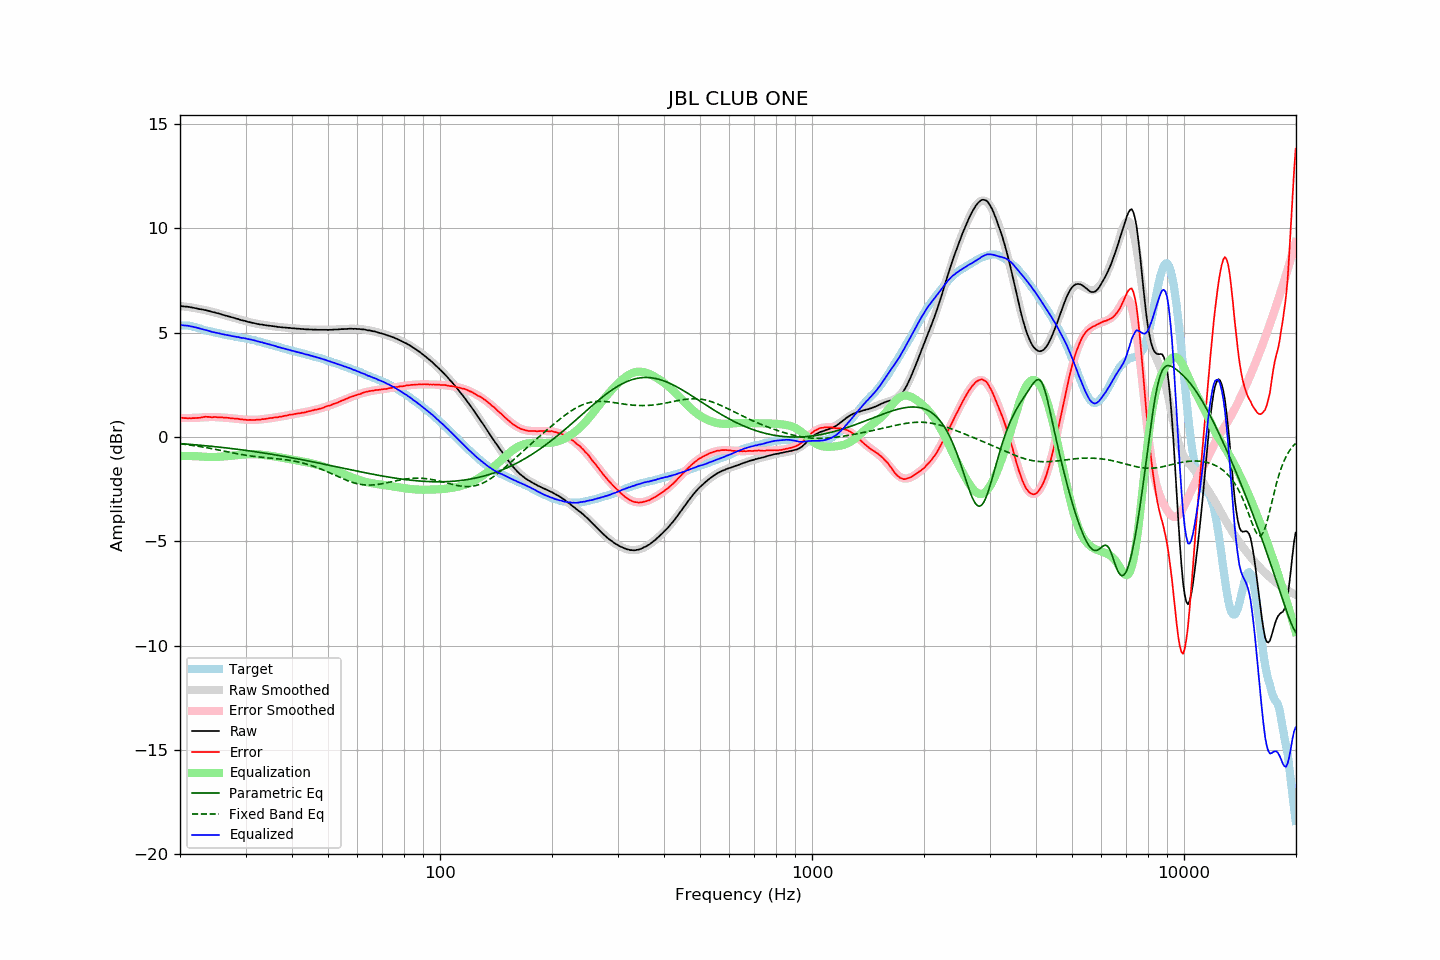 JBL CLUB ONE
15
10
5
0
−5
−10
−15
−20
Amplitude (dBr)
Target
Raw Smoothed
Error Smoothed
Raw
Error
Equalization
Parametric Eq
Fixed Band Eq
Equalized
100
1000
10000
Frequency (Hz)